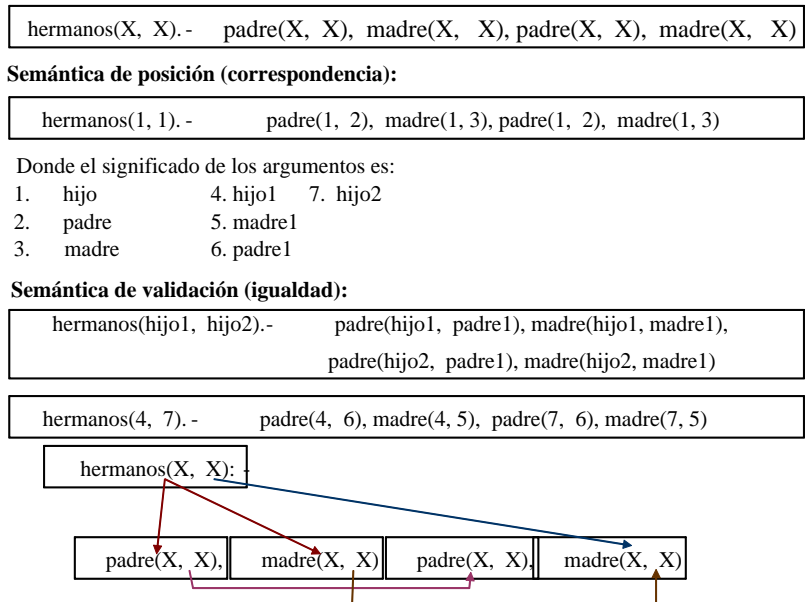 hermanos(X, X). - padre(X, X), madre(X, X), padre(X, X), madre(X, X)
Semántica de posición (correspondencia):
hermanos(1, 1). - padre(1, 2), madre(1, 3), padre(1, 2), madre(1, 3)
Donde el significado de los argumentos es:
1. hijo 4. hijo1 7. hijo2
2. padre 5. madre1
3. madre 6. padre1
Semántica de validación (igualdad):
hermanos(hijo1, hijo2).- padre(hijo1, padre1), madre(hijo1, madre1),
padre(hijo2, padre1), madre(hijo2, madre1)
hermanos(4, 7). - padre(4, 6), madre(4, 5), padre(7, 6), madre(7, 5)
hermanos(X, X): -
padre(X, X), madre(X, X) padre(X, X), madre(X, X)